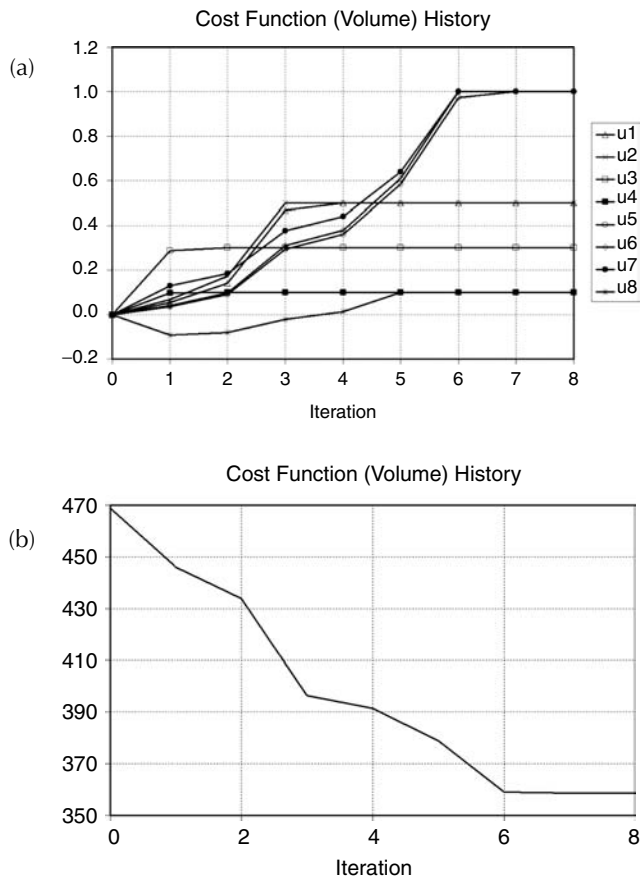 Cost Function (Volume) History
(a)
1.2
1.0
0.8
0.6
0.4
0.2
0.0
−0.2
0 1 2 3 4 5 6 7 8
Iteration
u1
u2
u3
u4
u5
u6
u7
u8
Cost Function (Volume) History
(b)
470
450
430
410
390
370
350
0 2 4 6 8
Iteration